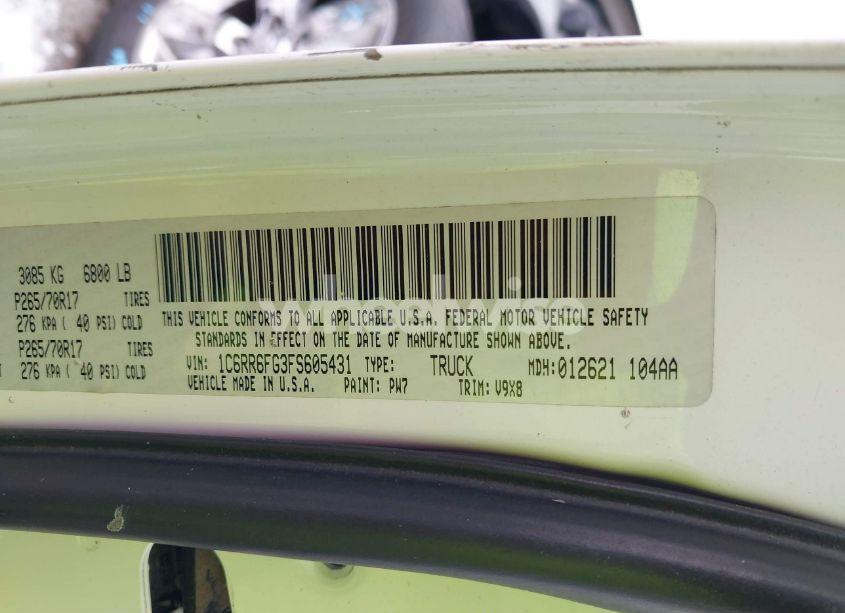 3085 KG 6800 LB
P265/70R17 TIRES
276 KPA ( 40 PSI) COLD
P265/70R17 TIRES
276 KPA ( 40 PSI) COLD
THIS VEHICLE CONFORMS TO ALL APPLICABLE U.S.A. FEDERAL MOTOR VEHICLE SAFETY
STANDARDS IN EFFECT ON THE DATE OF MANUFACTURE SHOWN ABOVE.
VIN: 1C6RR6FG3FS605431 TYPE: TRUCK MDH: 012621 104AA
VEHICLE MADE IN U.S.A. PAINT: PW7 TRIM: V9X8
wheelwise